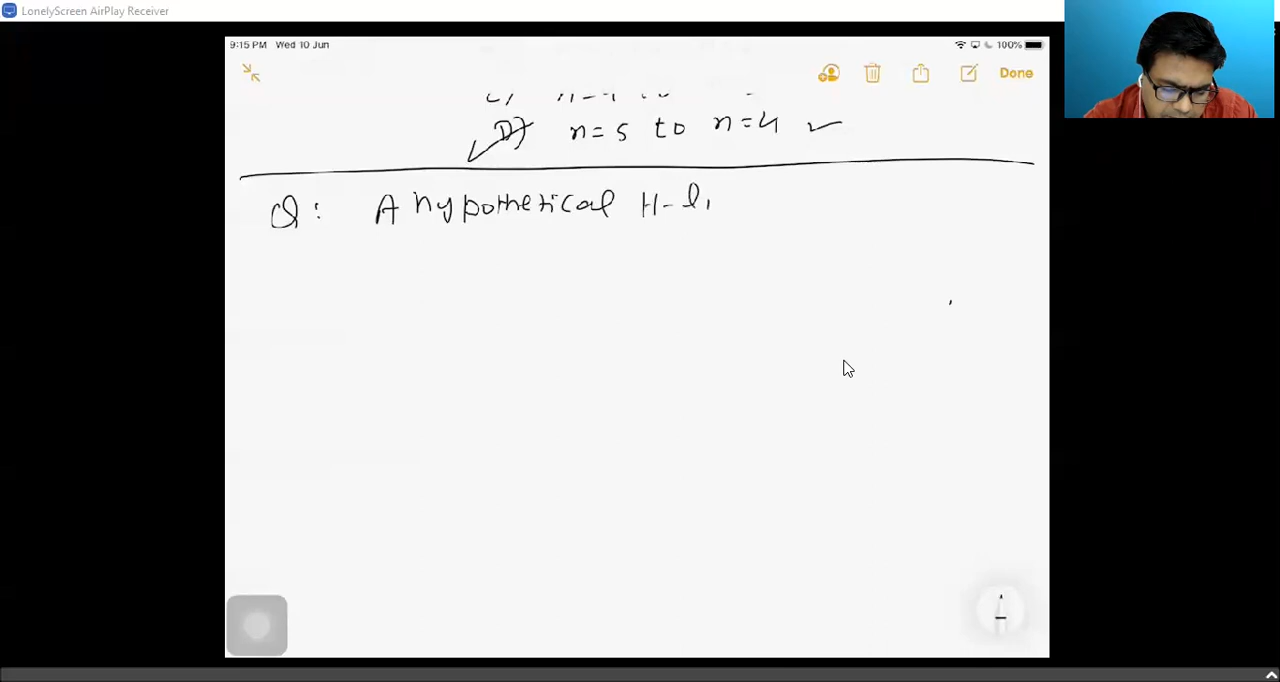 LonelyScreen AirPlay Receiver
9:15 PM Wed 10 Jun
100%
Done
D) n=5 to n=4
Q: A hypothetical H-li